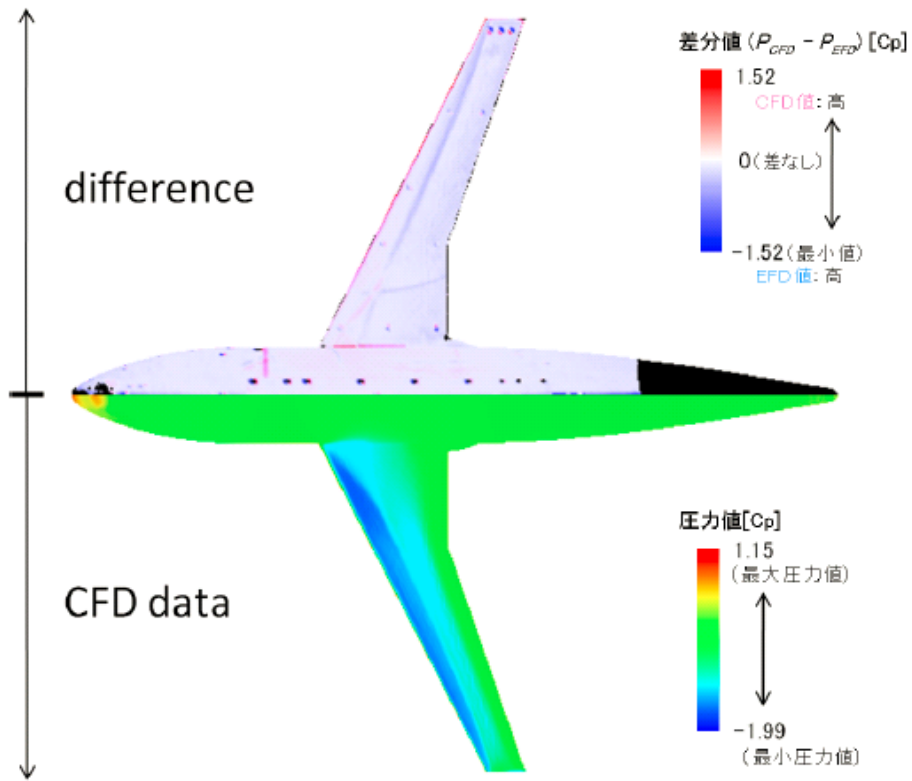 差分値 (P_CFD − P_EFD) [Cp]
1.52
CFD値: 高
0(差なし)
−1.52(最小値)
EFD値: 高
difference
圧力値[Cp]
1.15
(最大圧力値)
−1.99
(最小圧力値)
CFD data